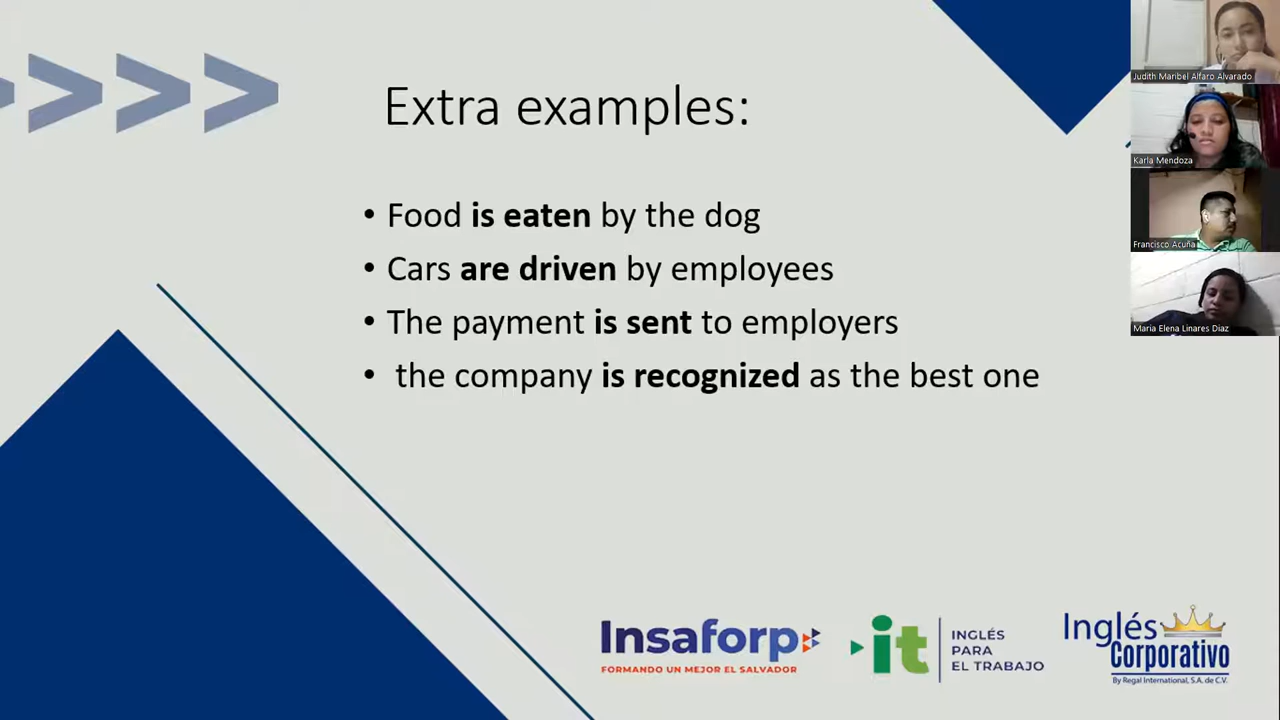 Extra examples:
• Food is eaten by the dog
• Cars are driven by employees
• The payment is sent to employers
• the company is recognized as the best one
Judith Maribel Alfaro Alvarado
Karla Mendoza
Francisco Acuña
Maria Elena Linares Diaz
Insaforp
FORMANDO UN MEJOR EL SALVADOR
it
INGLÉS
PARA
EL TRABAJO
Inglés
Corporativo
By Regal International, S.A. de C.V.